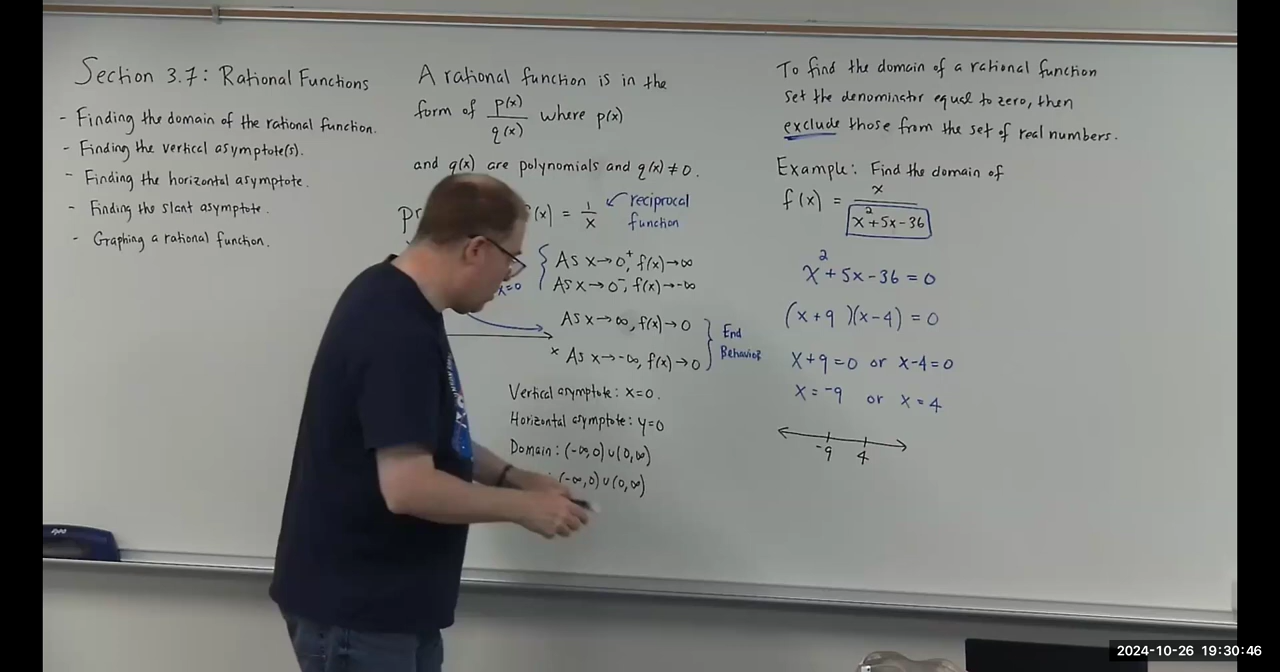 Section 3.7: Rational Functions
- Finding the domain of the rational function.
- Finding the vertical asymptote(s).
- Finding the horizontal asymptote.
- Finding the slant asymptote.
- Graphing a rational function.
A rational function is in the
form of p(x)/q(x) where p(x)
and q(x) are polynomials and q(x) ≠ 0.
(x) = 1/x
reciprocal
function
x=0
As x→0⁺, f(x)→∞
As x→0⁻, f(x)→-∞
As x→∞, f(x)→0
x
As x→-∞, f(x)→0
End
Behavior
Vertical asymptote: x=0.
Horizontal asymptote: y=0
Domain: (-∞,0)∪(0,∞)
(-∞,0)∪(0,∞)
To find the domain of a rational function
set the denominator equal to zero, then
exclude those from the set of real numbers.
Example: Find the domain of
f(x) = x/(x²+5x-36)
x²+5x-36=0
(x+9)(x-4)=0
x+9=0 or x-4=0
x=-9 or x=4
-9 4
expo
2024-10-26 19:30:46